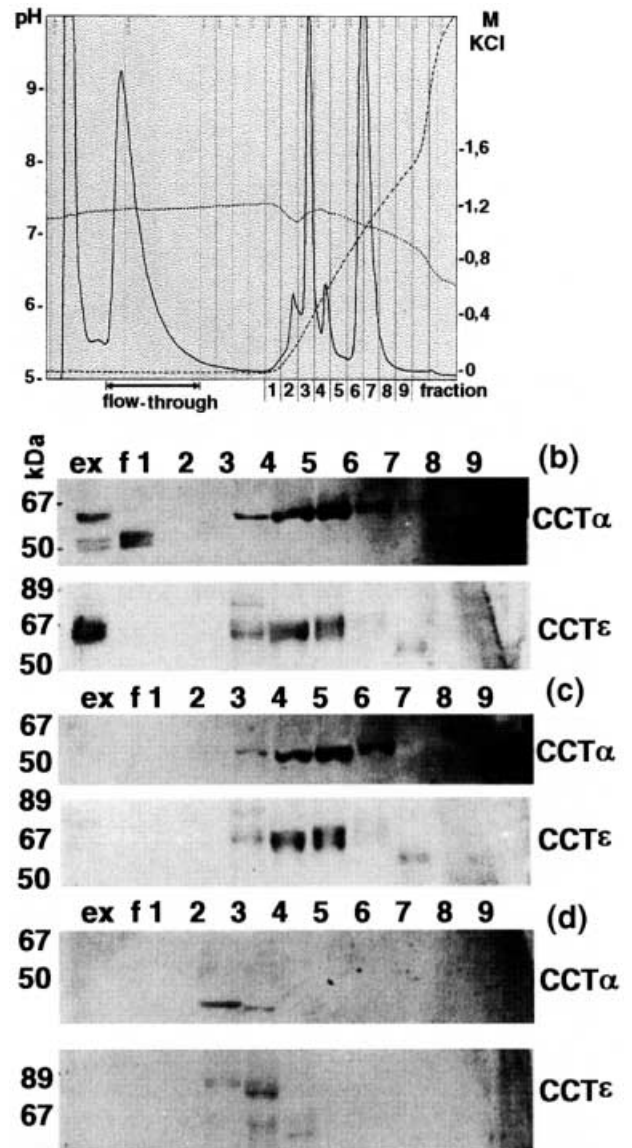 pH
M
KCl
9-
8-
7-
6-
5-
-1,6
-1.2
-0,8
-0,4
-0
1 2 3 4 5 6 7 8 9 fraction
flow-through
kDa
ex f 1 2 3 4 5 6 7 8 9 (b)
67
50
CCTα
89
67
50
CCTε
ex f 1 2 3 4 5 6 7 8 9 (c)
67
50
CCTα
89
67
50
CCTε
ex f 1 2 3 4 5 6 7 8 9 (d)
67
50
CCTα
89
67
CCTε